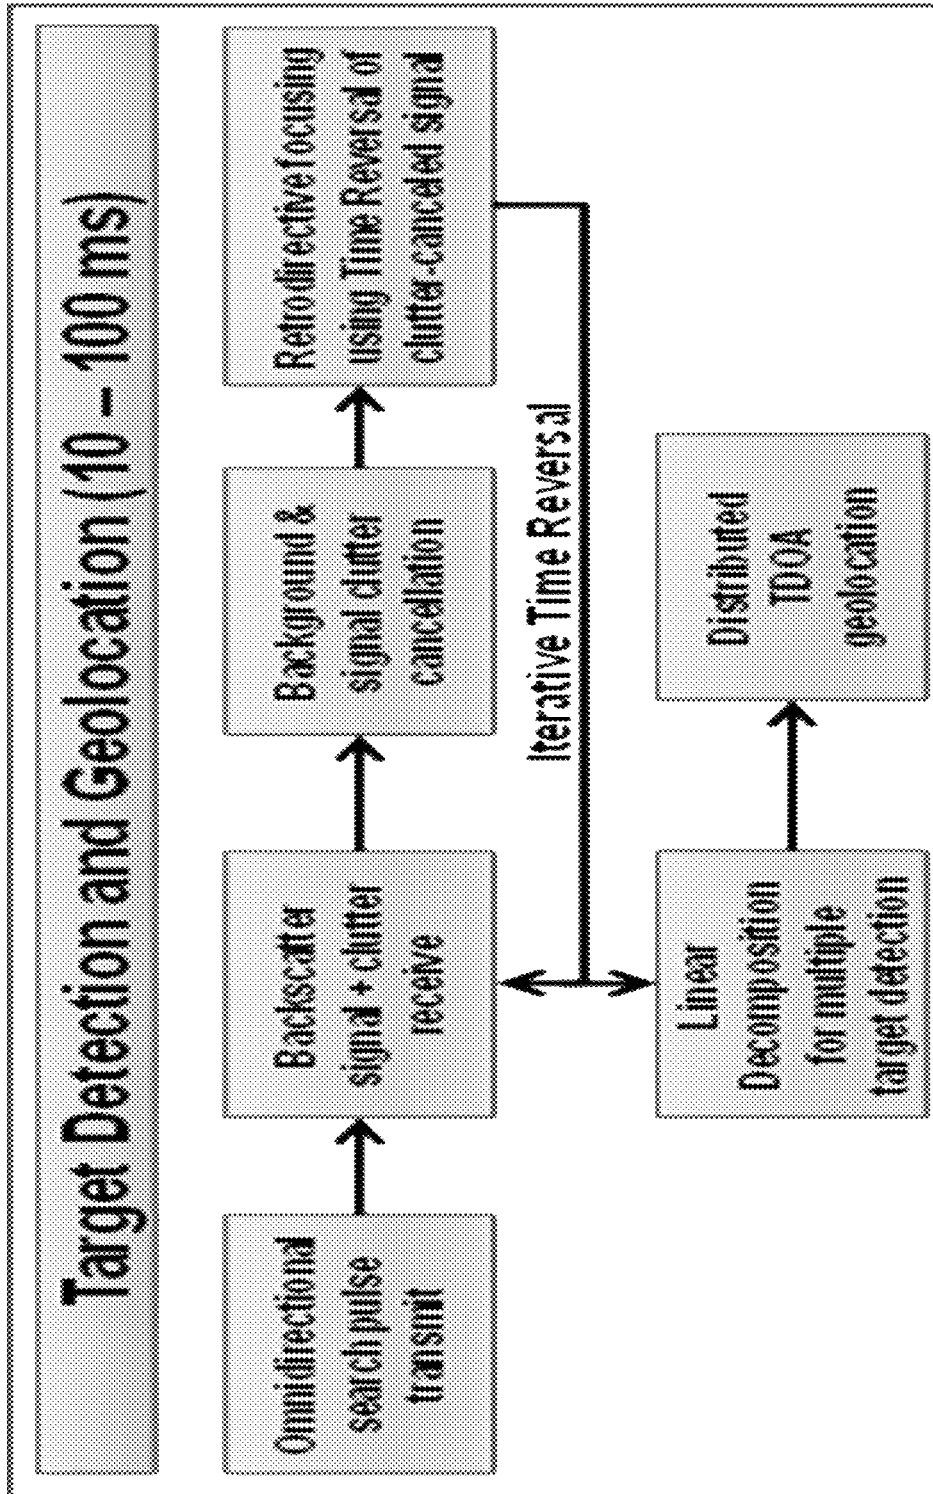 Target Detection and Geolocation (10 – 100 ms)
Omnidirectional
search pulse
transmit
Backscatter
signal + clutter
receive
Background &
signal clutter
cancellation
Retrodirective focusing
using Time Reversal of
clutter-canceled signal
Iterative Time Reversal
Linear
Decomposition
for multiple
target detection
Distributed
TDOA
geolocation